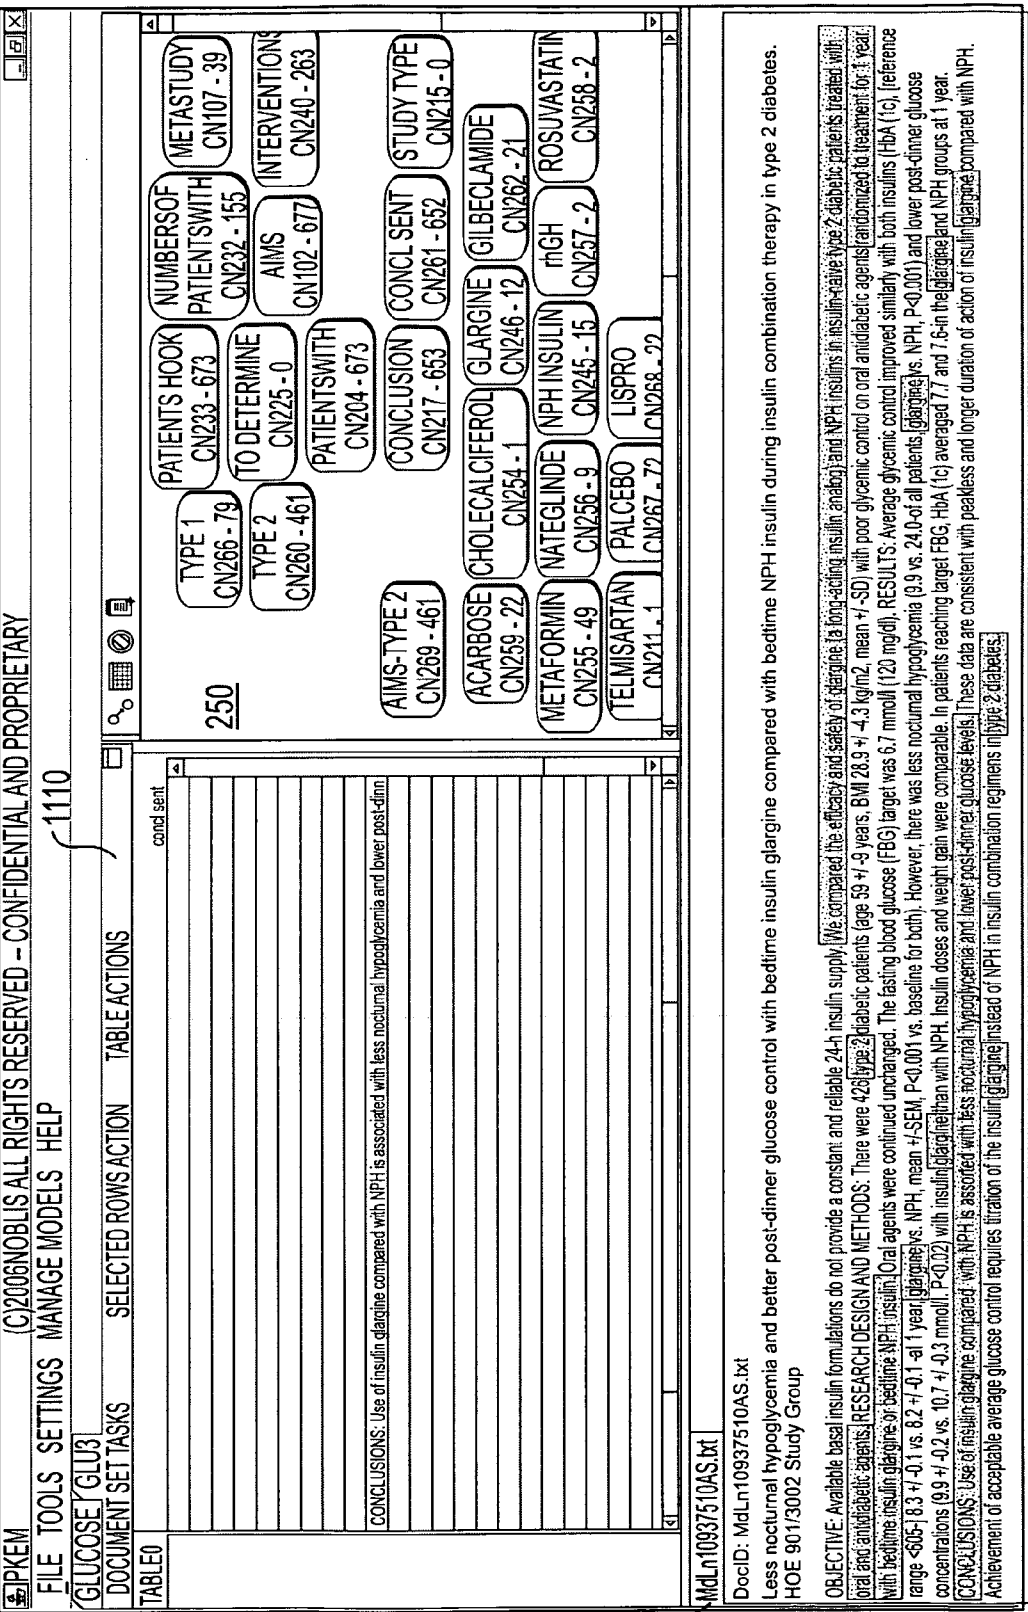 PKEM (C)2006NOBLIS ALL RIGHTS RESERVED – CONFIDENTIAL AND PROPRIETARY
FILE TOOLS SETTINGS MANAGE MODELS HELP
1110
GLUCOSE GLU3
DOCUMENT SET TASKS SELECTED ROWS ACTION TABLE ACTIONS
TABLE0
concl sent
CONCLUSIONS: Use of insulin glargine compared with NPH is associated with less nocturnal hypoglycemia and lower post-dinn
250
PATIENTS HOOK
CN233 - 673
NUMBERSOF
PATIENTSWITH
CN232 - 155
METASTUDY
CN107 - 39
TYPE 1
CN266 - 79
TO DETERMINE
CN225 - 0
AIMS
CN102 - 677
INTERVENTIONS
CN240 - 263
TYPE 2
CN260 - 461
PATIENTSWITH
CN204 - 673
AIMS-TYPE 2
CN269 - 461
CONCLUSION
CN217 - 653
CONCL SENT
CN261 - 652
STUDY TYPE
CN215 - 0
ACARBOSE
CN259 - 22
CHOLECALCIFEROL
CN254 - 1
GLARGINE
CN246 - 12
GILBECLAMIDE
CN262 - 21
METAFORMIN
CN255 - 49
NATEGLINDE
CN256 - 9
NPH INSULIN
CN245 - 15
rhGH
CN257 - 2
ROSUVASTATIN
CN258 - 2
TELMISARTAN
CN211 - 1
PALCEBO
CN267 - 72
LISPRO
CN268 - 22
MdLn10937510AS.txt
DocID: MdLn10937510AS.txt
Less nocturnal hypoglycemia and better post-dinner glucose control with bedtime insulin glargine compared with bedtime NPH insulin during insulin combination therapy in type 2 diabetes.
HOE 901/3002 Study Group
OBJECTIVE: Available basal insulin formulations do not provide a constant and reliable 24-h insulin supply. We compared the efficacy and safety of glargine (a long-acting insulin analog) and NPH insulins in insulin-naive type 2 diabetic patients treated with
oral and antidiabetic agents. RESEARCH DESIGN AND METHODS: There were 426 type 2 diabetic patients (age 59 +/ -9 years, BMI 28.9 +/ -4.3 kg/m2, mean +/ -SD) with poor glycemic control on oral antidiabetic agents randomized to treatment for 1 year
with bedtime insulin glargine or bedtime NPH insulin. Oral agents were continued unchanged. The fasting blood glucose (FBG) target was 6.7 mmol/l (120 mg/dl), RESULTS: Average glycemic control improved similarly with both insulins (HbA (1c), [reference
range <605-] 8.3 +/ -0.1 vs. 8.2 +/ -0.1 -al 1 year, glargine vs. NPH, mean +/-SEM, P<0.001 vs. baseline for both). However, there was less nocturnal hypoglycemia (9.9 vs. 24.0-of all patients, glargine vs. NPH, P<0.001) and lower post-dinner glucose
concentrations (9.9 +/ -0.2 vs. 10.7 +/ -0.3 mmol/l. P<0.02) with insulin glargine than with NPH. Insulin doses and weight gain were comparable. In patients reaching target FBG, HbA (1c) averaged 7.7 and 7.6-in the glargine and NPH groups at 1 year.
CONCLUSIONS: Use of insulin glargine compared with NPH is assorted with less nocturnal hypoglycemia and lower post-dinner glucose levels. These data are consistent with peakless and longer duration of action of insulin glargine compared with NPH.
Achievement of acceptable average glucose control requires titration of the insulin glargine instead of NPH in insulin combination regimens in type 2 diabetes.